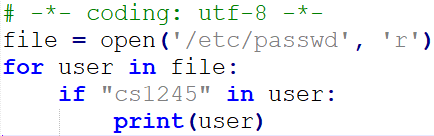 # -*- coding: utf-8 -*-
file = open('/etc/passwd', 'r')
for user in file:
    if "cs1245" in user:
        print(user)